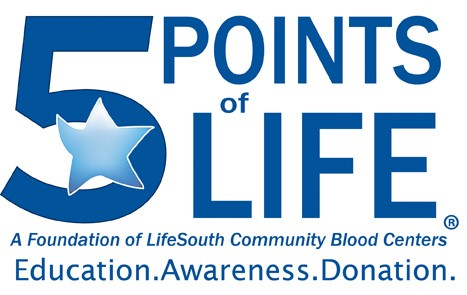 5 POINTS
of
LIFE®
A Foundation of LifeSouth Community Blood Centers
Education.Awareness.Donation.